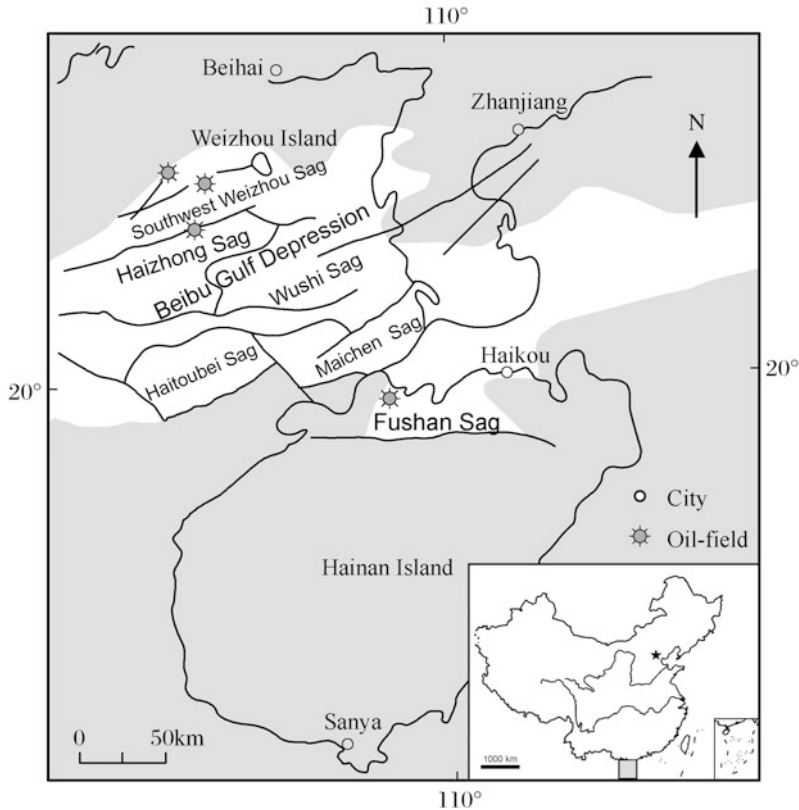 110°
Beihai
Zhanjiang
Weizhou Island
N
Southwest Weizhou Sag
Haizhong Sag
Beibu Gulf Depression
Wushi Sag
Maichen Sag
Haitoubei Sag
Haikou
20°
20°
Fushan Sag
City
Oil-field
Hainan Island
Sanya
0 50km
1000 km
110°